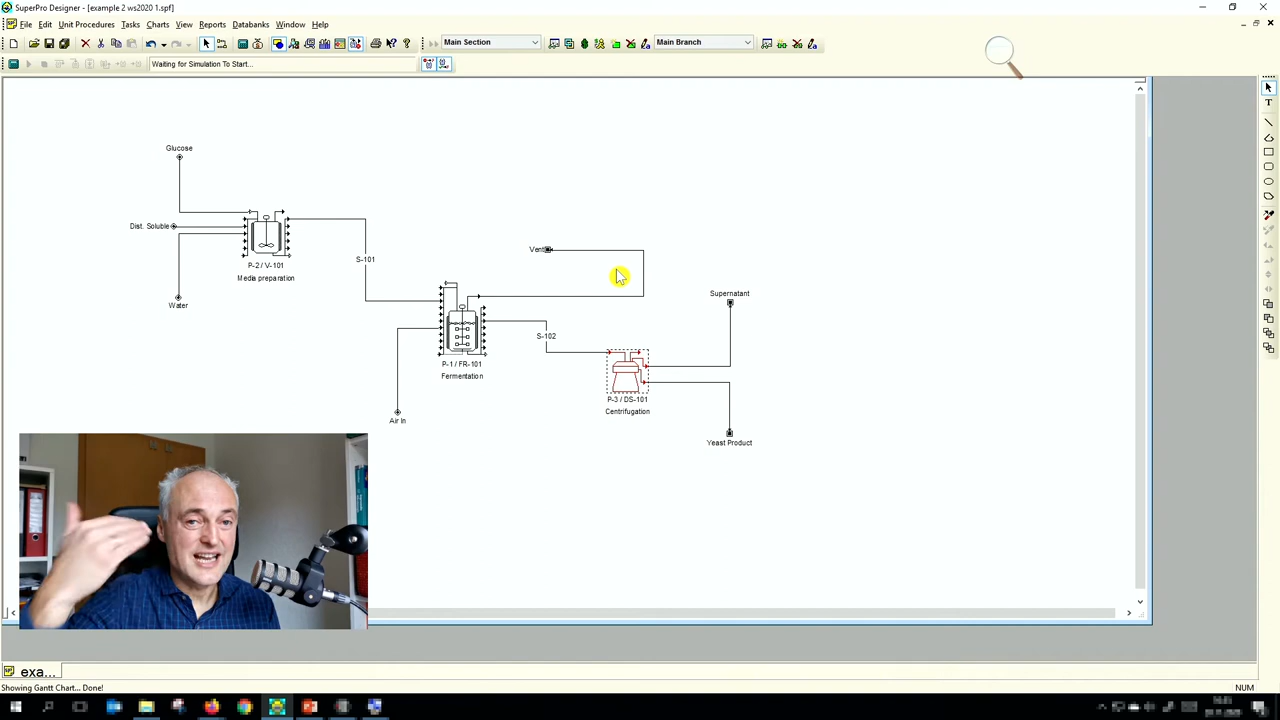 SuperPro Designer - [example 2 ws2020 1.spf]
File Edit Unit Procedures Tasks Charts View Reports Databanks Window Help
Main Section
Main Branch
Waiting for Simulation To Start...
Glucose
Dist. Soluble
P-2 / V-101
Media preparation
Water
S-101
Vent
Supernatant
S-102
P-1 / FR-101
Fermentation
P-3 / DS-101
Centrifugation
Air In
Yeast Product
exa...
Showing Gantt Chart... Done!
NUM